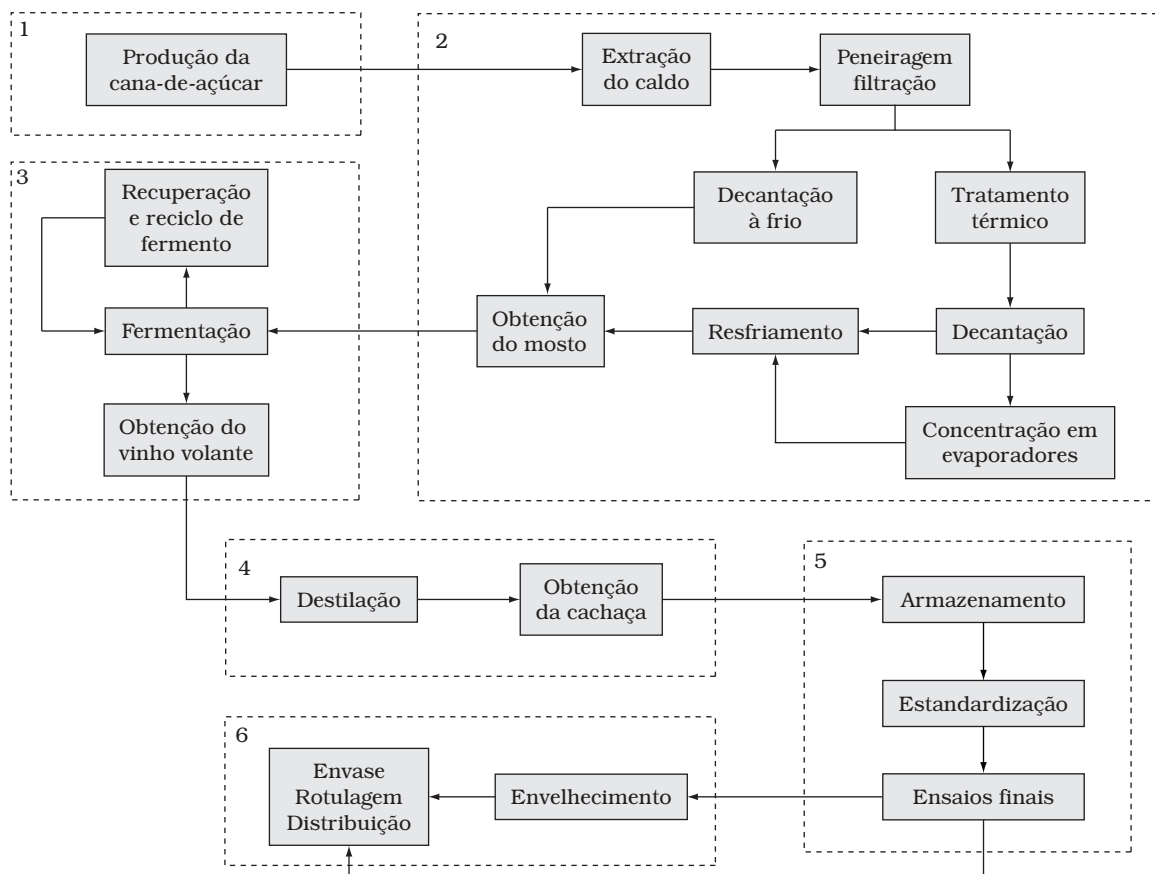 1
Produção da
cana-de-açúcar
2
Extração
do caldo
Peneiragem
filtração
Decantação
à frio
Tratamento
térmico
Obtenção
do mosto
Resfriamento
Decantação
Concentração em
evaporadores
3
Recuperação
e reciclo de
fermento
Fermentação
Obtenção do
vinho volante
4
Destilação
Obtenção
da cachaça
5
Armazenamento
Estandardização
Ensaios finais
6
Envase
Rotulagem
Distribuição
Envelhecimento